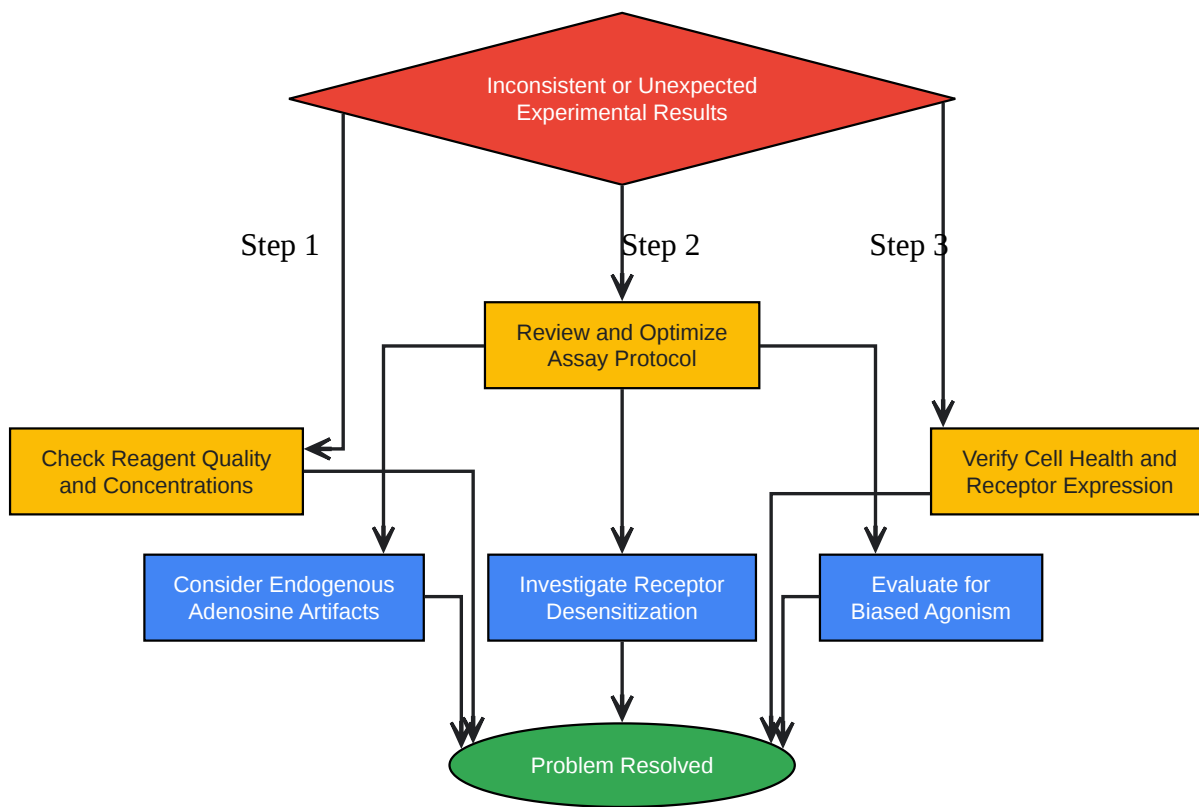 Inconsistent or Unexpected
Experimental Results
Step 1
Step 2
Step 3
Review and Optimize
Assay Protocol
Check Reagent Quality
and Concentrations
Verify Cell Health and
Receptor Expression
Consider Endogenous
Adenosine Artifacts
Investigate Receptor
Desensitization
Evaluate for
Biased Agonism
Problem Resolved